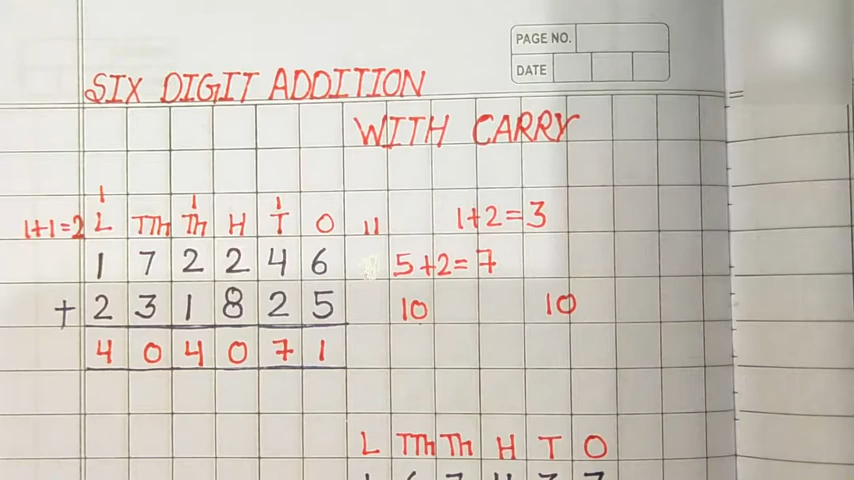 PAGE NO.
DATE
SIX DIGIT ADDITION
WITH CARRY
1 1 1
1+1=2 L TTh Th H T O 11 1+2=3
1 7 2 2 4 6 5+2=7
+ 2 3 1 8 2 5 10 10
4 0 4 0 7 1
L TTh Th H T O